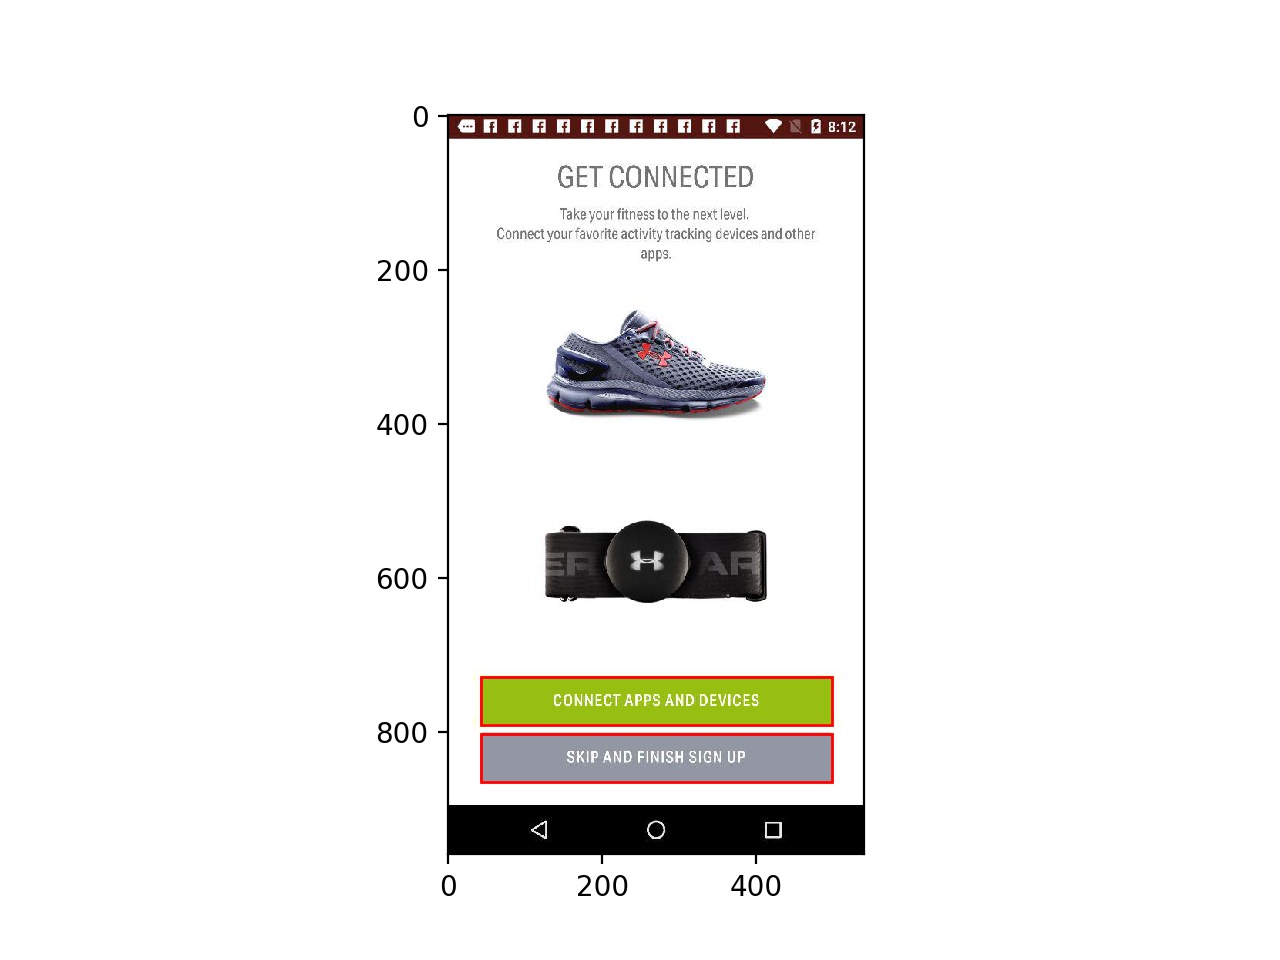 8:12
GET CONNECTED
Take your fitness to the next level.
Connect your favorite activity tracking devices and other
apps.
ER AR
CONNECT APPS AND DEVICES
SKIP AND FINISH SIGN UP
0
200
400
600
800
0 200 400